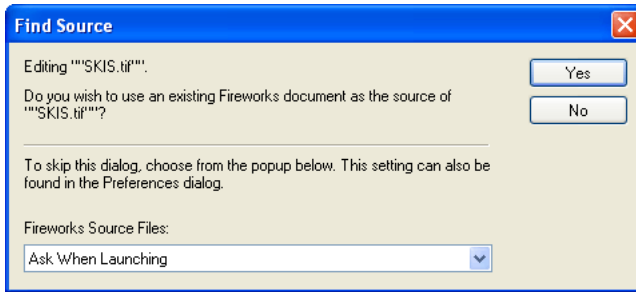 Find Source
Editing ""'SKIS.tif'"".
Yes
Do you wish to use an existing Fireworks document as the source of
""'SKIS.tif'""?
No
To skip this dialog, choose from the popup below. This setting can also be
found in the Preferences dialog.
Fireworks Source Files:
Ask When Launching